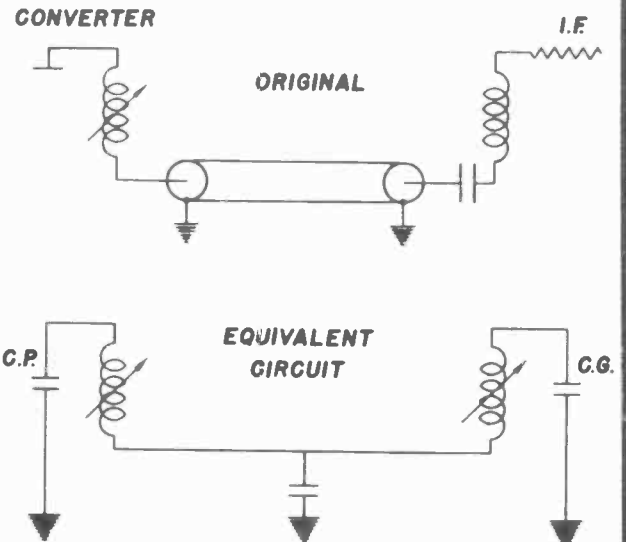 CONVERTER
I.F.
ORIGINAL
EQUIVALENT
CIRCUIT
C.P.
C.G.